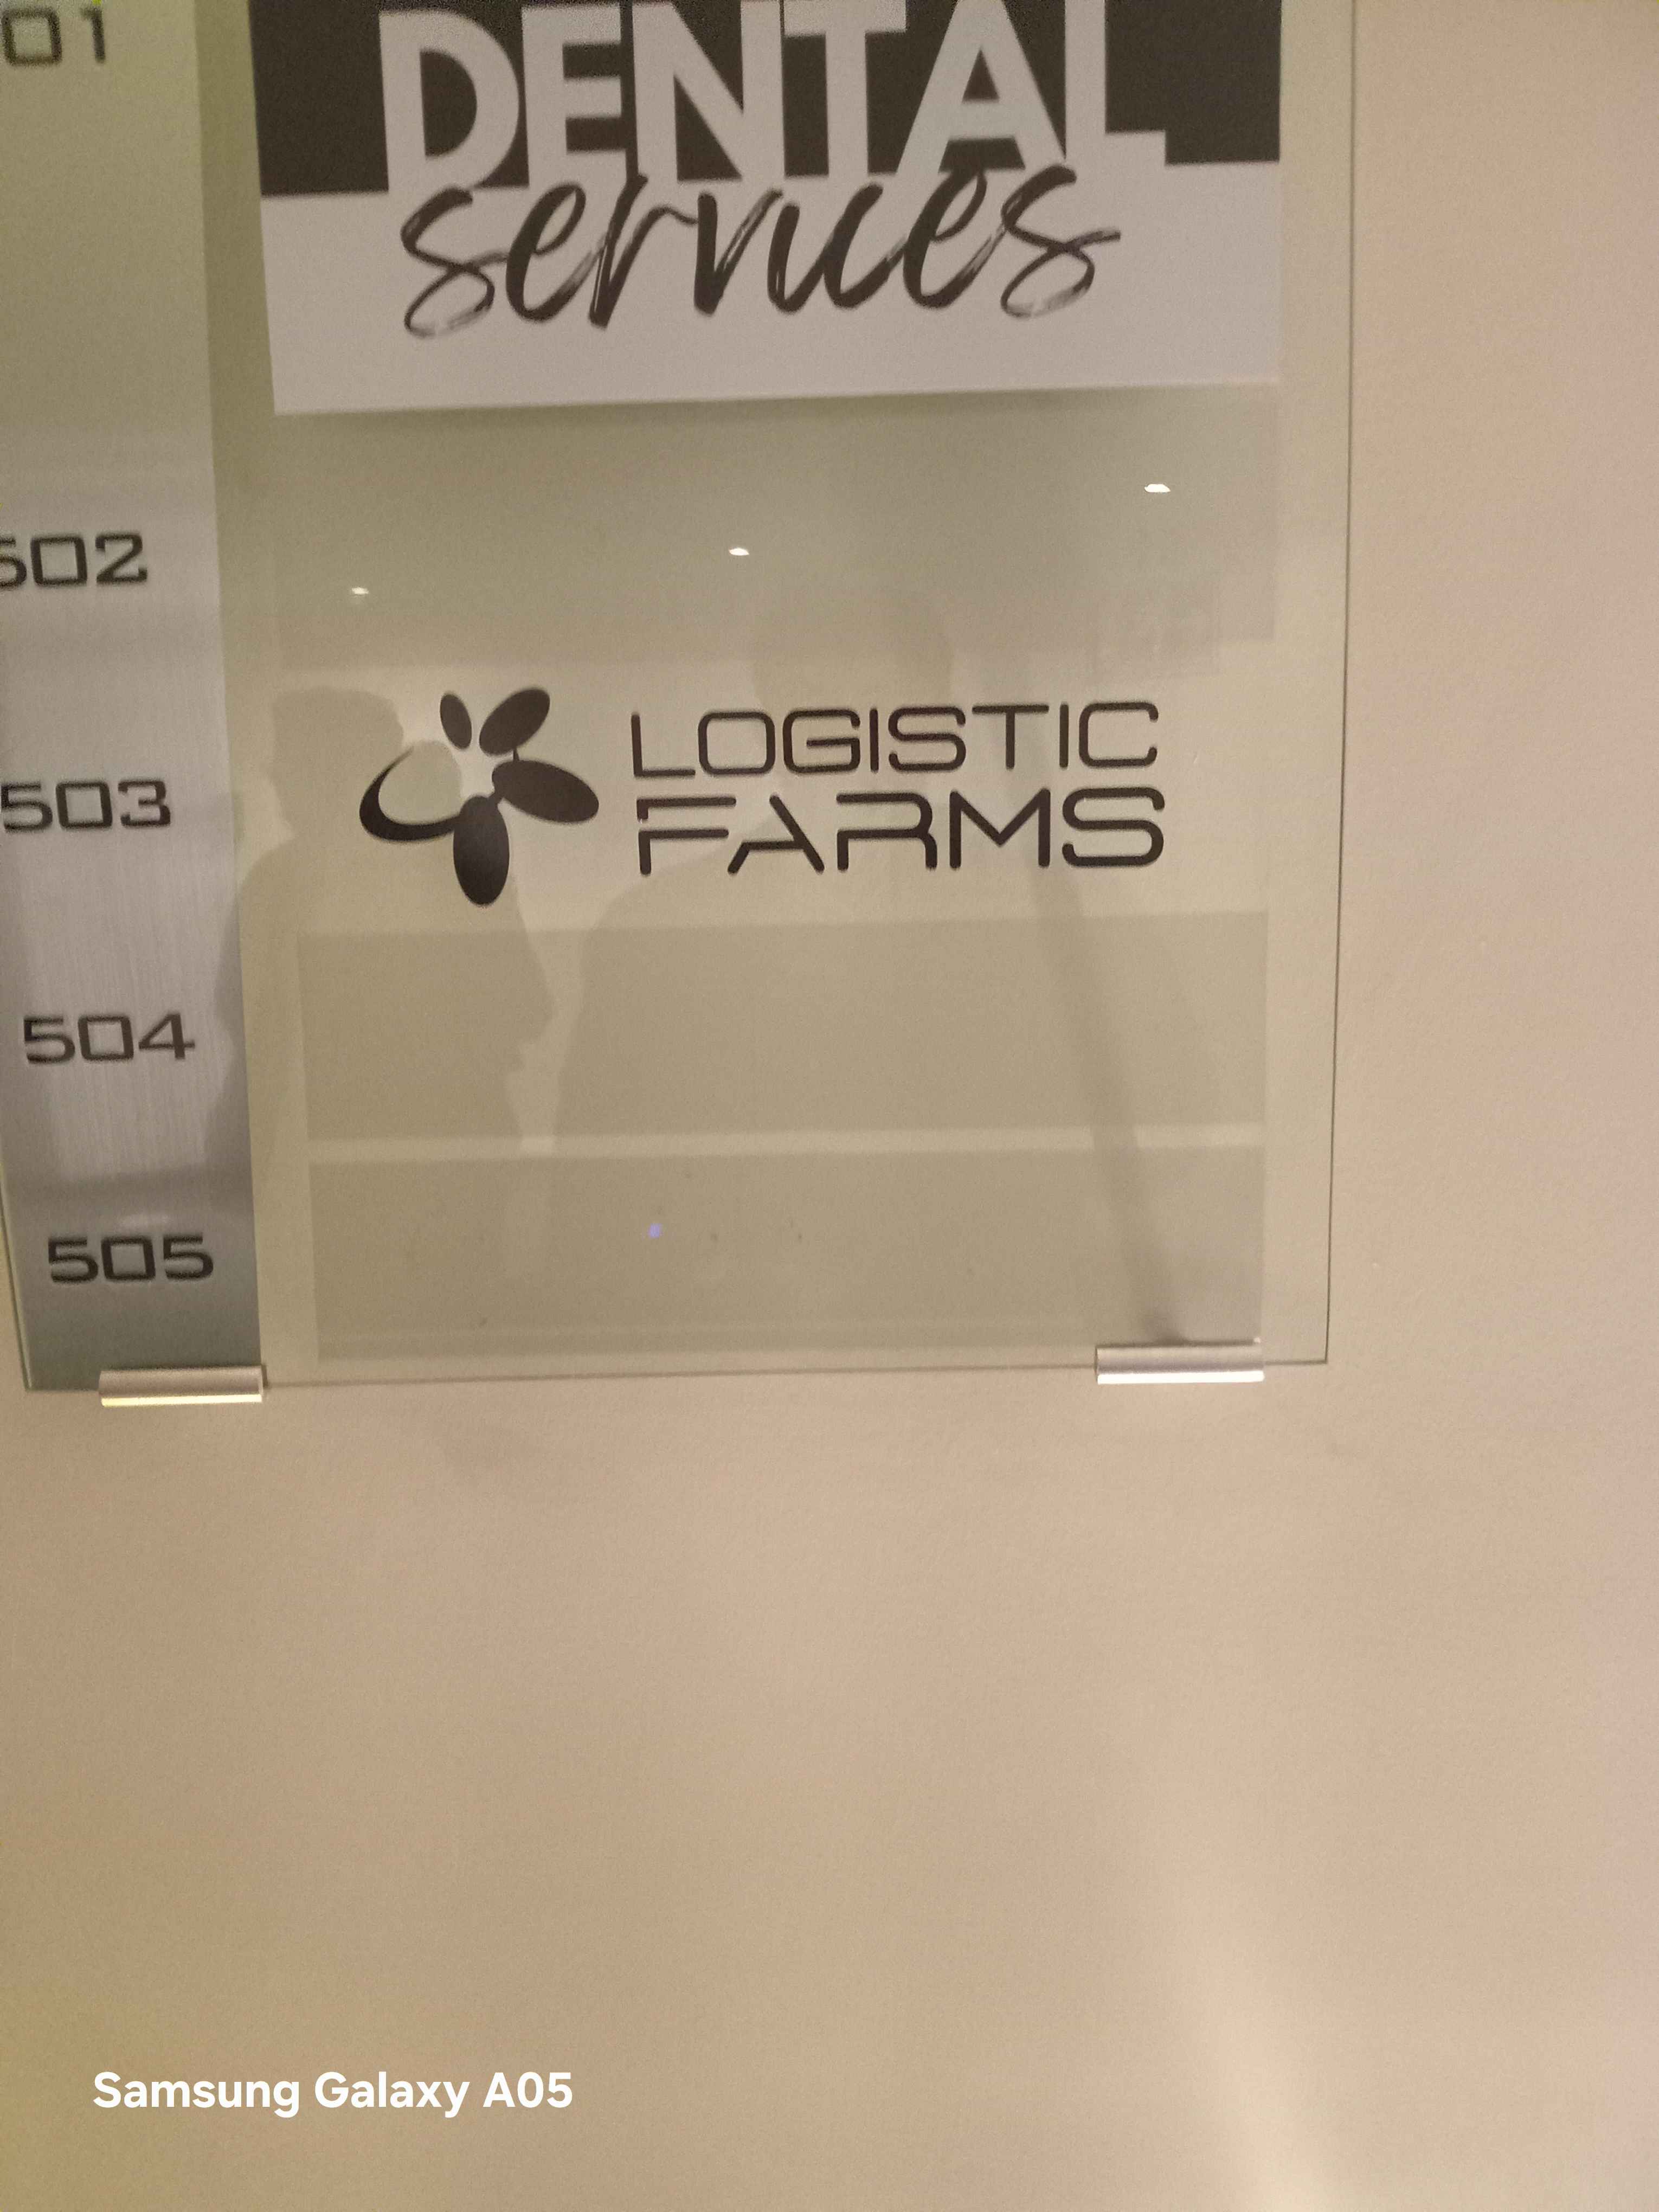 01
DENTAL
services
502
503
LOGISTIC
FARMS
504
505
Samsung Galaxy A05